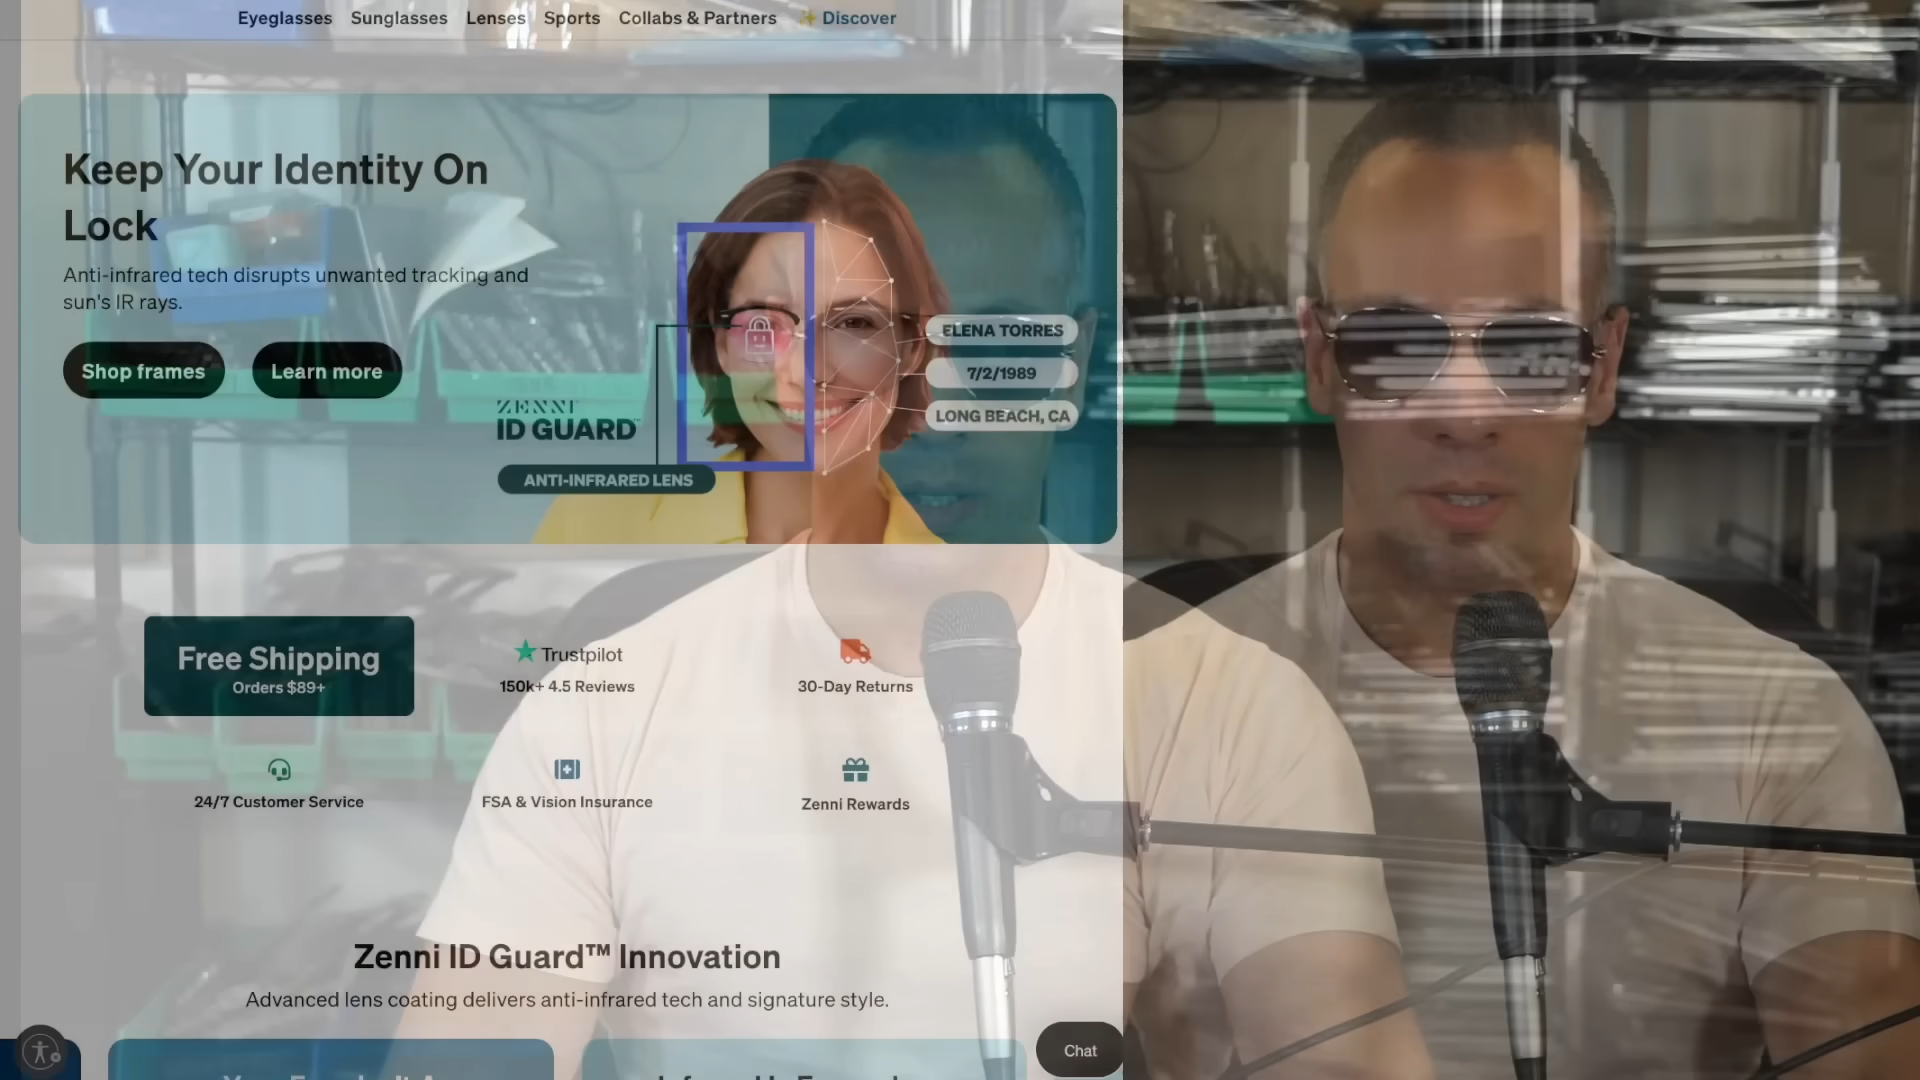 Eyeglasses Sunglasses Lenses Sports Collabs & Partners ✨ Discover
Keep Your Identity On
Lock
Anti-infrared tech disrupts unwanted tracking and
sun's IR rays.
Shop frames Learn more
ZENNI
ID GUARD
ANTI-INFRARED LENS
ELENA TORRES
7/2/1989
LONG BEACH, CA
Free Shipping
Orders $89+
Trustpilot
150k+ 4.5 Reviews
30-Day Returns
24/7 Customer Service
FSA & Vision Insurance
Zenni Rewards
Zenni ID Guard™ Innovation
Advanced lens coating delivers anti-infrared tech and signature style.
Chat